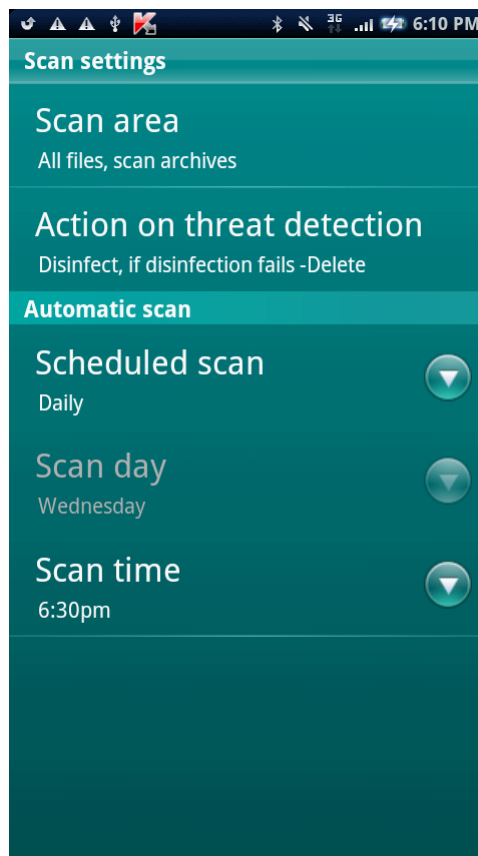 3G 6:10 PM
Scan settings
Scan area
All files, scan archives
Action on threat detection
Disinfect, if disinfection fails -Delete
Automatic scan
Scheduled scan
Daily
Scan day
Wednesday
Scan time
6:30pm